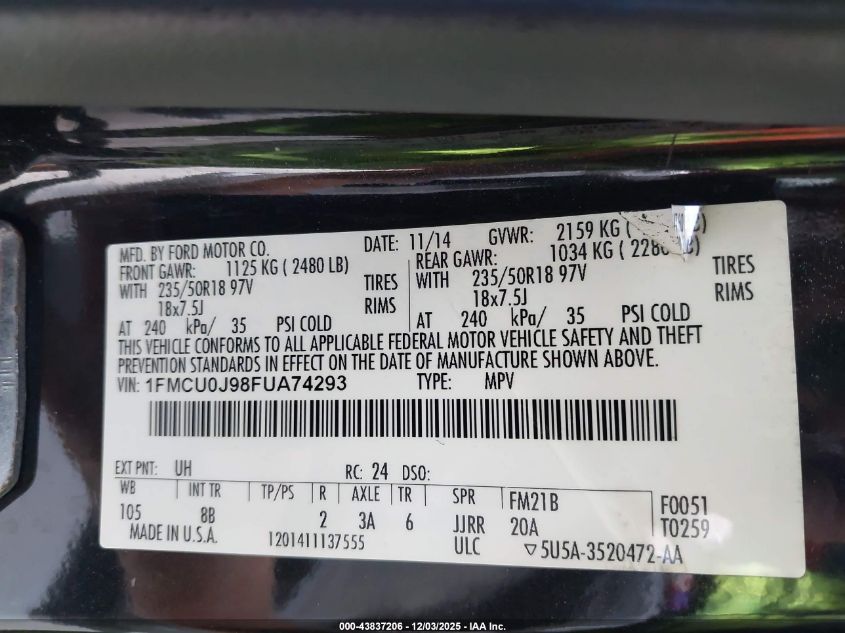 MFD. BY FORD MOTOR CO. DATE: 11/14 GVWR: 2159 KG (
FRONT GAWR: 1125 KG ( 2480 LB) REAR GAWR: 1034 KG ( 2280 LB)
WITH 235/50R18 97V TIRES WITH 235/50R18 97V TIRES
18x7.5J RIMS 18x7.5J RIMS
AT 240 kPa/ 35 PSI COLD AT 240 kPa/ 35 PSI COLD
THIS VEHICLE CONFORMS TO ALL APPLICABLE FEDERAL MOTOR VEHICLE SAFETY AND THEFT
PREVENTION STANDARDS IN EFFECT ON THE DATE OF MANUFACTURE SHOWN ABOVE.
VIN: 1FMCU0J98FUA74293 TYPE: MPV
EXT PNT: UH RC: 24 DSO:
WB INT TR TP/PS R AXLE TR SPR FM21B F0051
105 8B 2 3A 6 JJRR 20A T0259
MADE IN U.S.A. 1201411137555 ULC ▽5U5A-3520472-AA
000-43837206 - 12/03/2025 - IAA Inc.